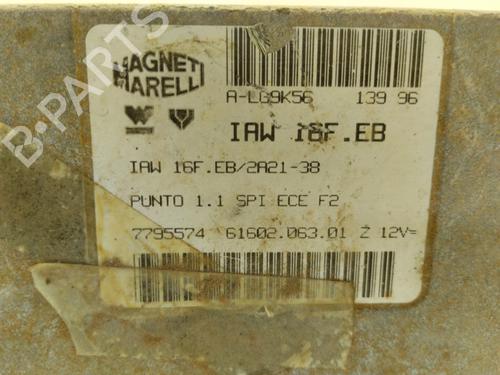 MAGNETI
MARELLI
A-LG9K56 139 96
IAW 16F.EB
IAW 16F.EB/2A21-38
PUNTO 1.1 SPI ECE F2
7795574 61602.063.01 Z 12V=
B-PARTS